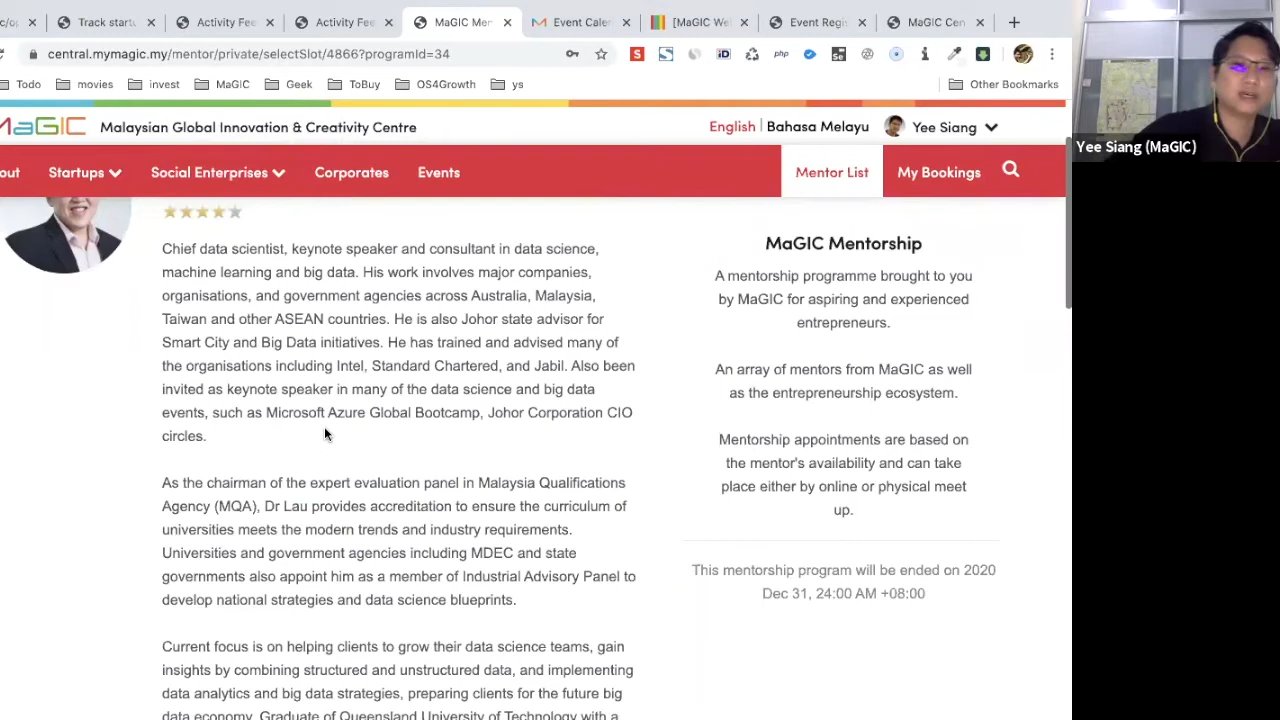 c/o
Track startu
Activity Fee
Activity Fee
MaGIC Men
Event Calen
[MaGIC We
Event Regis
MaGIC Cen
central.mymagic.my/mentor/private/selectSlot/4866?programId=34
Todo
movies
invest
MaGIC
Geek
ToBuy
OS4Growth
ys
Other Bookmarks
MaGIC Malaysian Global Innovation & Creativity Centre
English | Bahasa Melayu
Yee Siang
out
Startups
Social Enterprises
Corporates
Events
Mentor List
My Bookings
Chief data scientist, keynote speaker and consultant in data science,
machine learning and big data. His work involves major companies,
organisations, and government agencies across Australia, Malaysia,
Taiwan and other ASEAN countries. He is also Johor state advisor for
Smart City and Big Data initiatives. He has trained and advised many of
the organisations including Intel, Standard Chartered, and Jabil. Also been
invited as keynote speaker in many of the data science and big data
events, such as Microsoft Azure Global Bootcamp, Johor Corporation CIO
circles.
As the chairman of the expert evaluation panel in Malaysia Qualifications
Agency (MQA), Dr Lau provides accreditation to ensure the curriculum of
universities meets the modern trends and industry requirements.
Universities and government agencies including MDEC and state
governments also appoint him as a member of Industrial Advisory Panel to
develop national strategies and data science blueprints.
Current focus is on helping clients to grow their data science teams, gain
insights by combining structured and unstructured data, and implementing
data analytics and big data strategies, preparing clients for the future big
data economy. Graduate of Queensland University of Technology with a
MaGIC Mentorship
A mentorship programme brought to you
by MaGIC for aspiring and experienced
entrepreneurs.
An array of mentors from MaGIC as well
as the entrepreneurship ecosystem.
Mentorship appointments are based on
the mentor's availability and can take
place either by online or physical meet
up.
This mentorship program will be ended on 2020
Dec 31, 24:00 AM +08:00
Yee Siang (MaGIC)